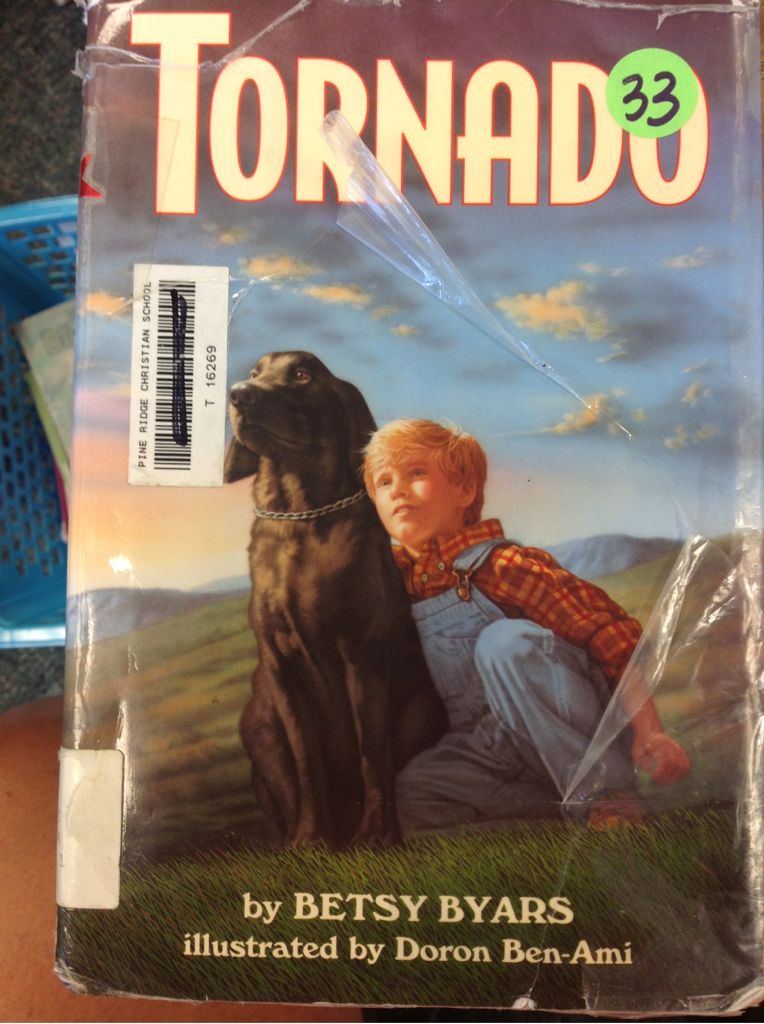 TORNADO
33
PINE RIDGE CHRISTIAN SCHOOL
T 16269
by BETSY BYARS
illustrated by Doron Ben-Ami